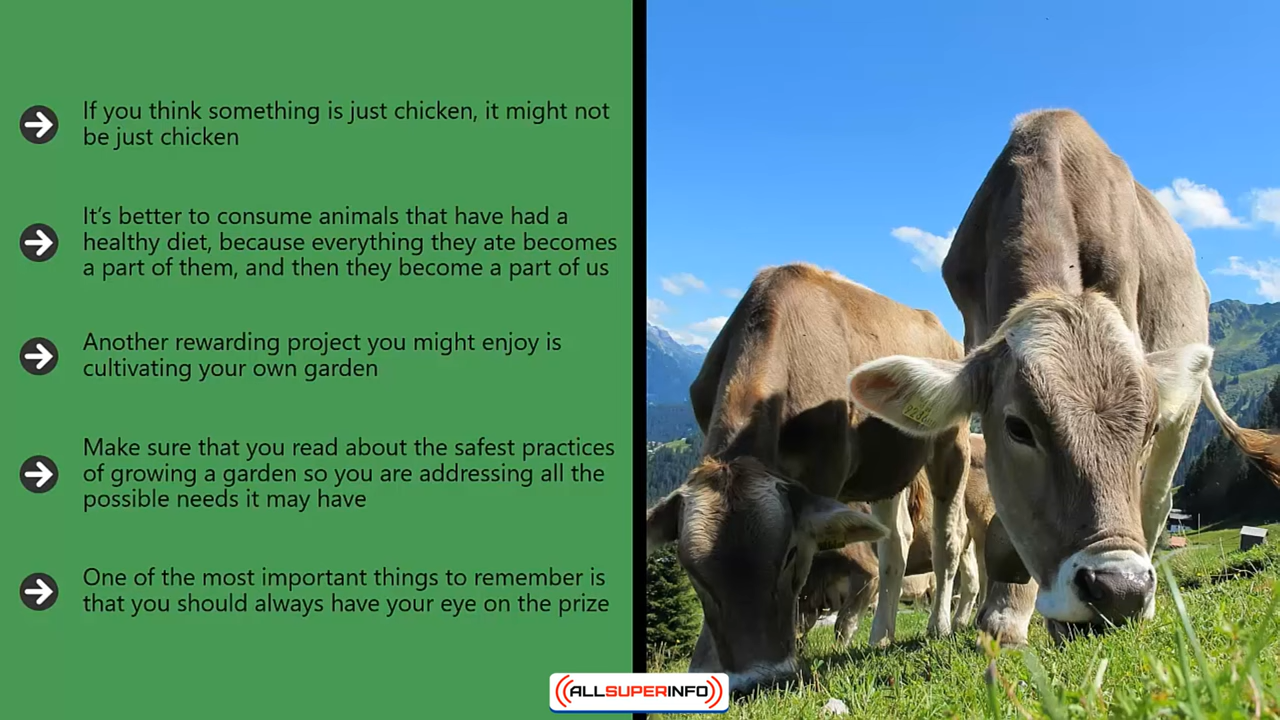 If you think something is just chicken, it might not
be just chicken
It’s better to consume animals that have had a
healthy diet, because everything they ate becomes
a part of them, and then they become a part of us
Another rewarding project you might enjoy is
cultivating your own garden
Make sure that you read about the safest practices
of growing a garden so you are addressing all the
possible needs it may have
One of the most important things to remember is
that you should always have your eye on the prize
ALLSUPERINFO